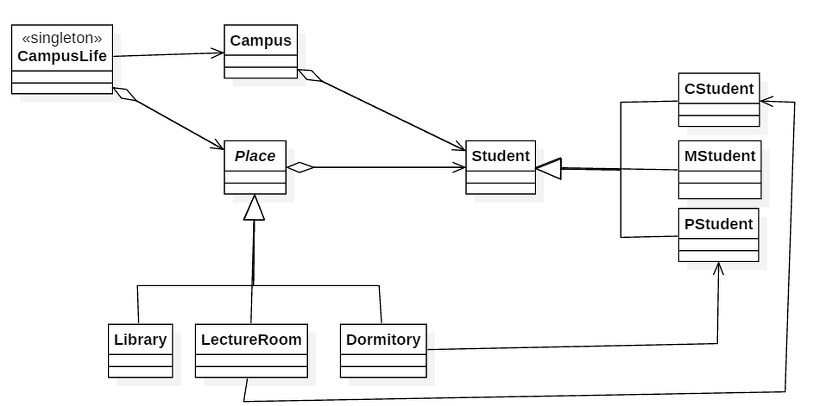 «singleton»
CampusLife
Campus
CStudent
Place
Student
MStudent
PStudent
Library
LectureRoom
Dormitory